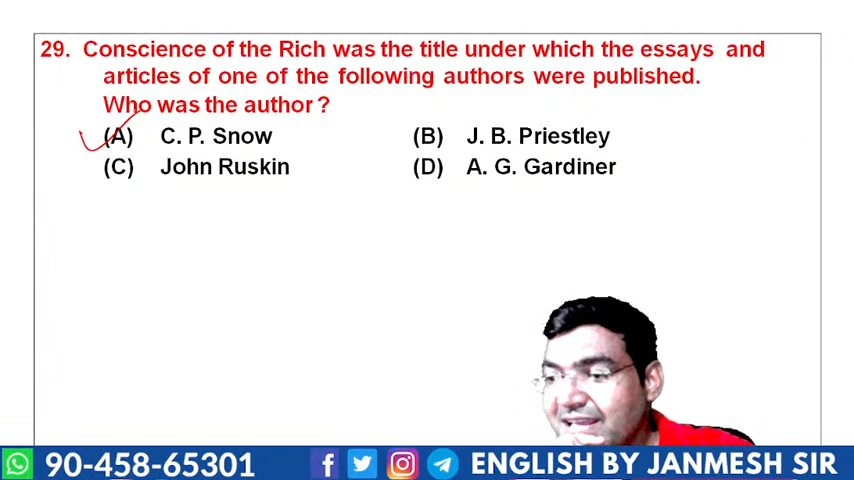 29. Conscience of the Rich was the title under which the essays and
articles of one of the following authors were published.
Who was the author ?
(A) C. P. Snow (B) J. B. Priestley
(C) John Ruskin (D) A. G. Gardiner
90-458-65301 ENGLISH BY JANMESH SIR